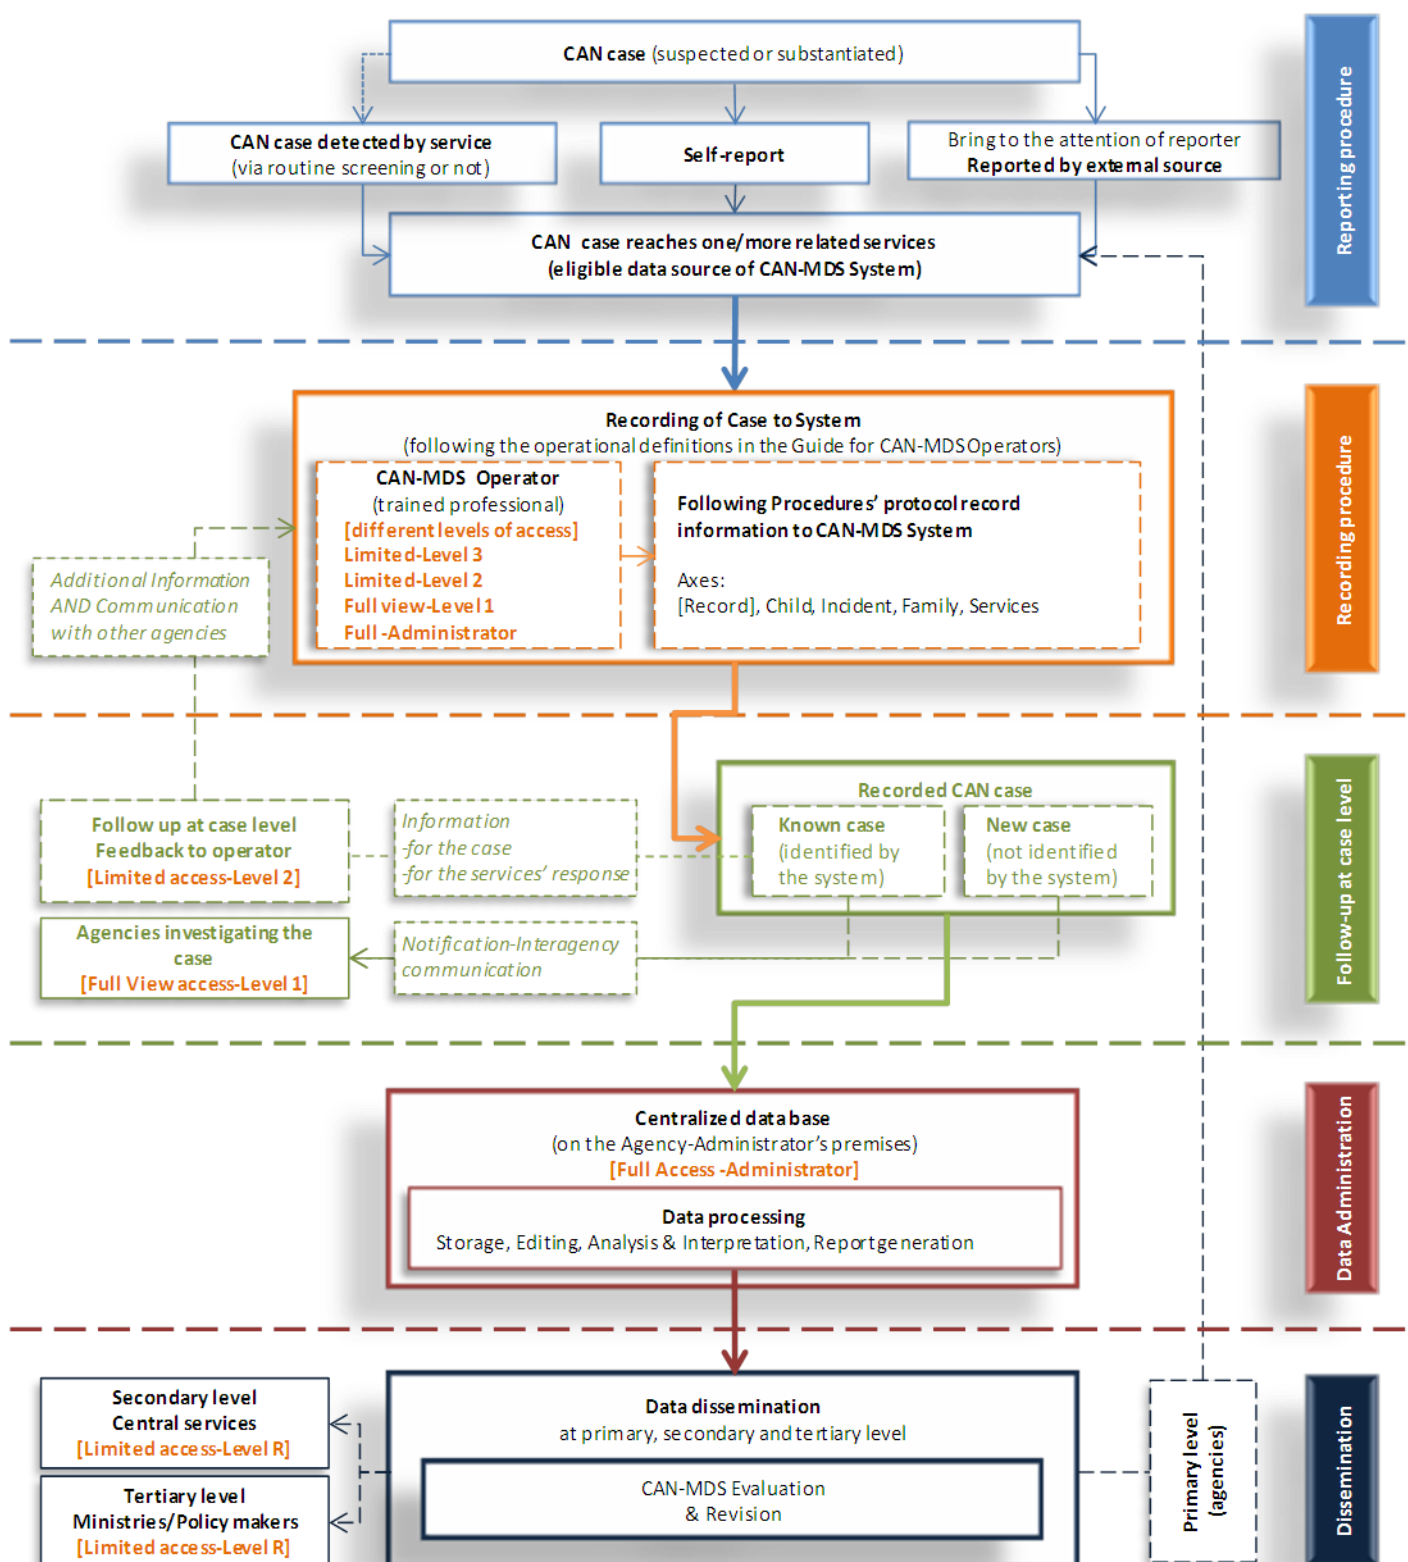 CAN case (suspected or substantiated)
CAN case detected by service
(via routine screening or not)
Self-report
Bring to the attention of reporter
Reported by external source
CAN case reaches one/more related services
(eligible data source of CAN-MDS System)
Reporting procedure
Recording of Case to System
(following the operational definitions in the Guide for CAN-MDS Operators)
CAN-MDS Operator
(trained professional)
[different levels of access]
Limited-Level 3
Limited-Level 2
Full view-Level 1
Full -Administrator
Following Procedures' protocol record
information to CAN-MDS System
Axes:
[Record], Child, Incident, Family, Services
Additional Information
AND Communication
with other agencies
Recording procedure
Recorded CAN case
Known case
(identified by
the system)
New case
(not identified
by the system)
Information
-for the case
-for the services' response
Follow up at case level
Feedback to operator
[Limited access-Level 2]
Agencies investigating the
case
[Full View access-Level 1]
Notification-Interagency
communication
Follow-up at case level
Centralized database
(on the Agency-Administrator's premises)
[Full Access -Administrator]
Data processing
Storage, Editing, Analysis & Interpretation, Report generation
Data Administration
Data dissemination
at primary, secondary and tertiary level
CAN-MDS Evaluation
& Revision
Secondary level
Central services
[Limited access-Level R]
Tertiary level
Ministries/Policy makers
[Limited access-Level R]
Primary level
(agencies)
Dissemination